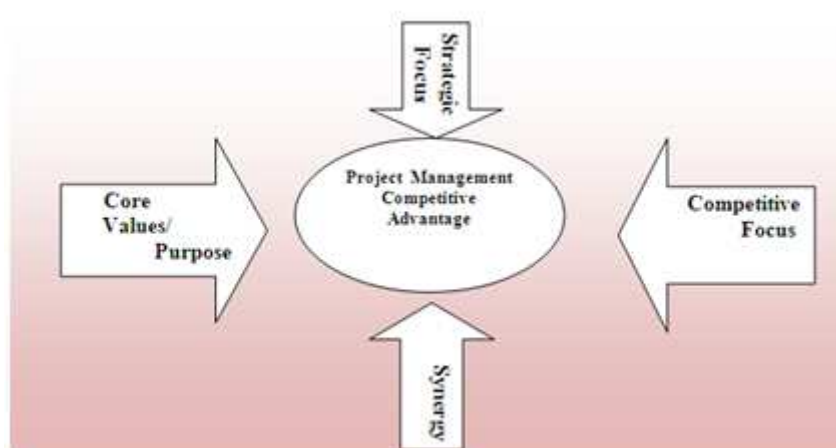 Strategic
Focus
Project Management
Competitive
Advantage
Core
Values/
Purpose
Competitive
Focus
Synergy